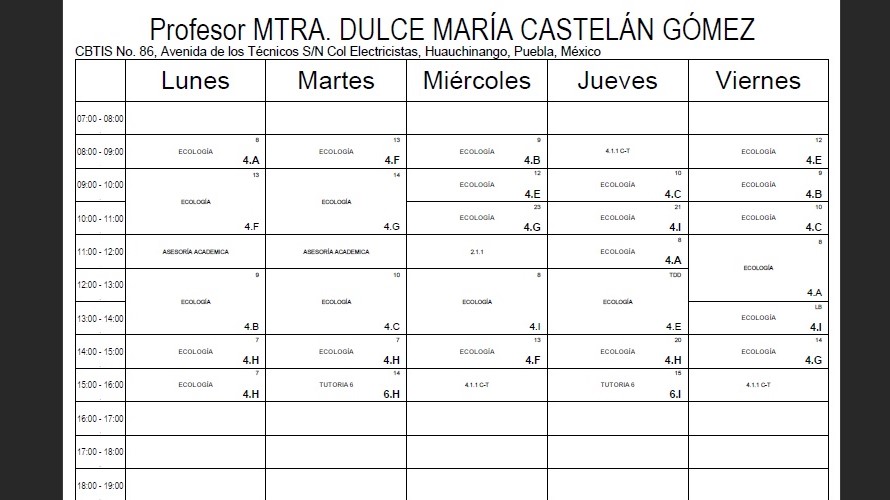 Profesor MTRA. DULCE MARÍA CASTELÁN GÓMEZ
CBTIS No. 86, Avenida de los Técnicos S/N Col Electricistas, Huauchinango, Puebla, México
Lunes Martes Miércoles Jueves Viernes
07:00 - 08:00
8 13 9 12
08:00 - 09:00 ECOLOGÍA ECOLOGÍA ECOLOGÍA 4.1.1 C-T ECOLOGÍA
4.A 4.F 4.B 4.E
13 14 12 10 9
09:00 - 10:00 ECOLOGÍA ECOLOGÍA ECOLOGÍA
4.E 4.C 4.B
ECOLOGÍA ECOLOGÍA
23 21 10
10:00 - 11:00 ECOLOGÍA ECOLOGÍA ECOLOGÍA
4.F 4.G 4.G 4.I 4.C
8 8
11:00 - 12:00 ASESORÍA ACADEMICA ASESORÍA ACADEMICA 2.1.1 ECOLOGÍA
4.A
ECOLOGÍA
9 10 8 TDD
12:00 - 13:00
4.A
ECOLOGÍA ECOLOGÍA ECOLOGÍA ECOLOGÍA
LB
13:00 - 14:00 ECOLOGÍA
4.B 4.C 4.I 4.E 4.I
7 7 13 20 14
14:00 - 15:00 ECOLOGÍA ECOLOGÍA ECOLOGÍA ECOLOGÍA ECOLOGÍA
4.H 4.H 4.F 4.H 4.G
7 14 15
15:00 - 16:00 ECOLOGÍA TUTORIA 6 4.1.1 C-T TUTORIA 6 4.1.1 C-T
4.H 6.H 6.I
16:00 - 17:00
17:00 - 18:00
18:00 - 19:00